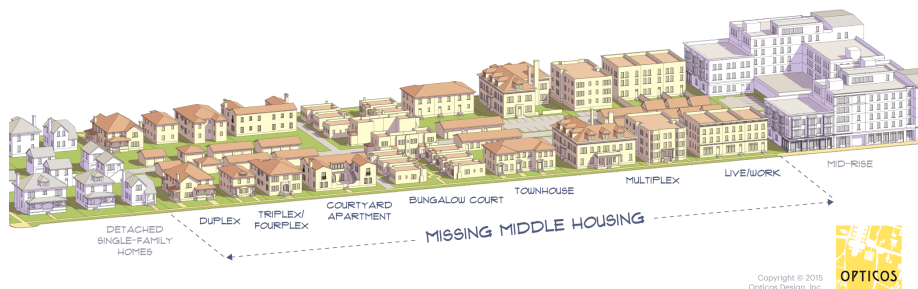 DETACHED
SINGLE-FAMILY
HOMES
DUPLEX
TRIPLEX/
FOURPLEX
COURTYARD
APARTMENT
BUNGALOW COURT
TOWNHOUSE
MULTIPLEX
LIVE/WORK
MID-RISE
MISSING MIDDLE HOUSING
Copyright © 2015
Opticos Design, Inc.
OPTICOS